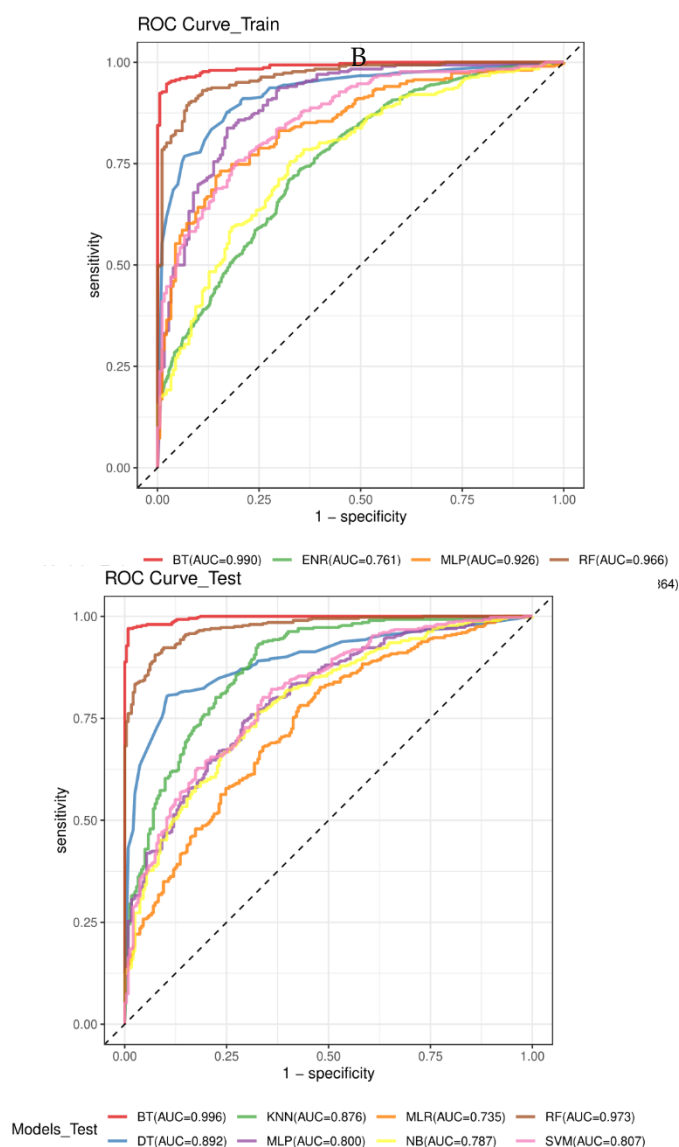 ROC Curve_Train
B
1.00
0.75
0.50
0.25
0.00
sensitivity
0.00 0.25 0.50 0.75 1.00
1 − specificity
BT(AUC=0.990) ENR(AUC=0.761) MLP(AUC=0.926) RF(AUC=0.966)
ROC Curve_Test
364)
1.00
0.75
0.50
0.25
0.00
sensitivity
0.00 0.25 0.50 0.75 1.00
1 − specificity
Models_Test
BT(AUC=0.996) KNN(AUC=0.876) MLR(AUC=0.735) RF(AUC=0.973)
DT(AUC=0.892) MLP(AUC=0.800) NB(AUC=0.787) SVM(AUC=0.807)